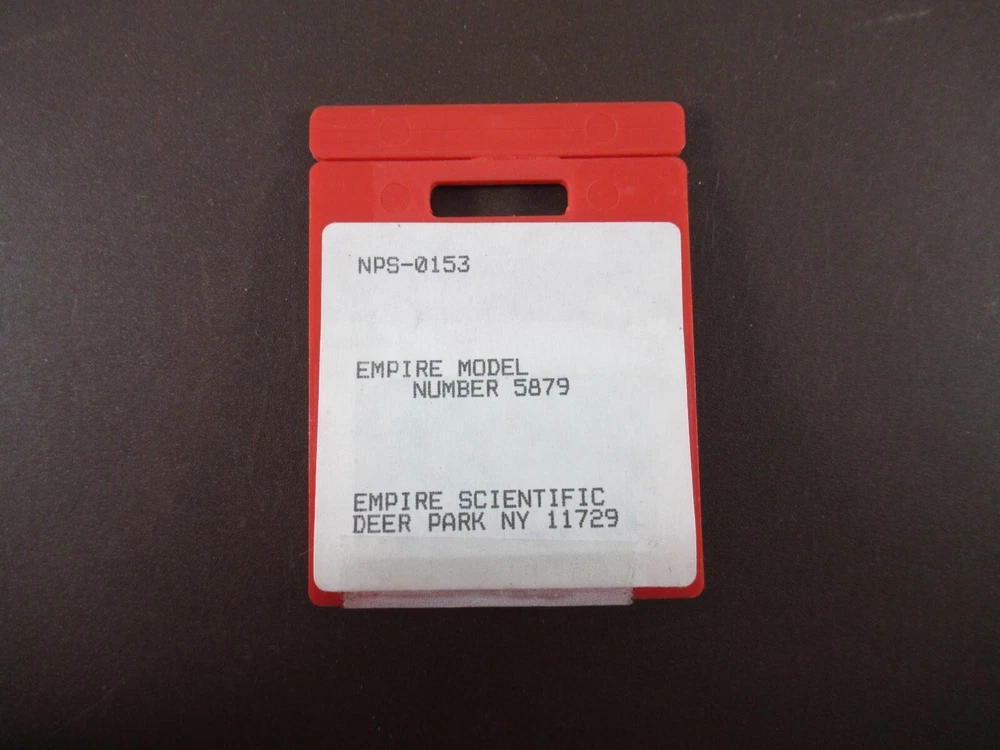 NPS-0153
EMPIRE MODEL
NUMBER 5879
EMPIRE SCIENTIFIC
DEER PARK NY 11729